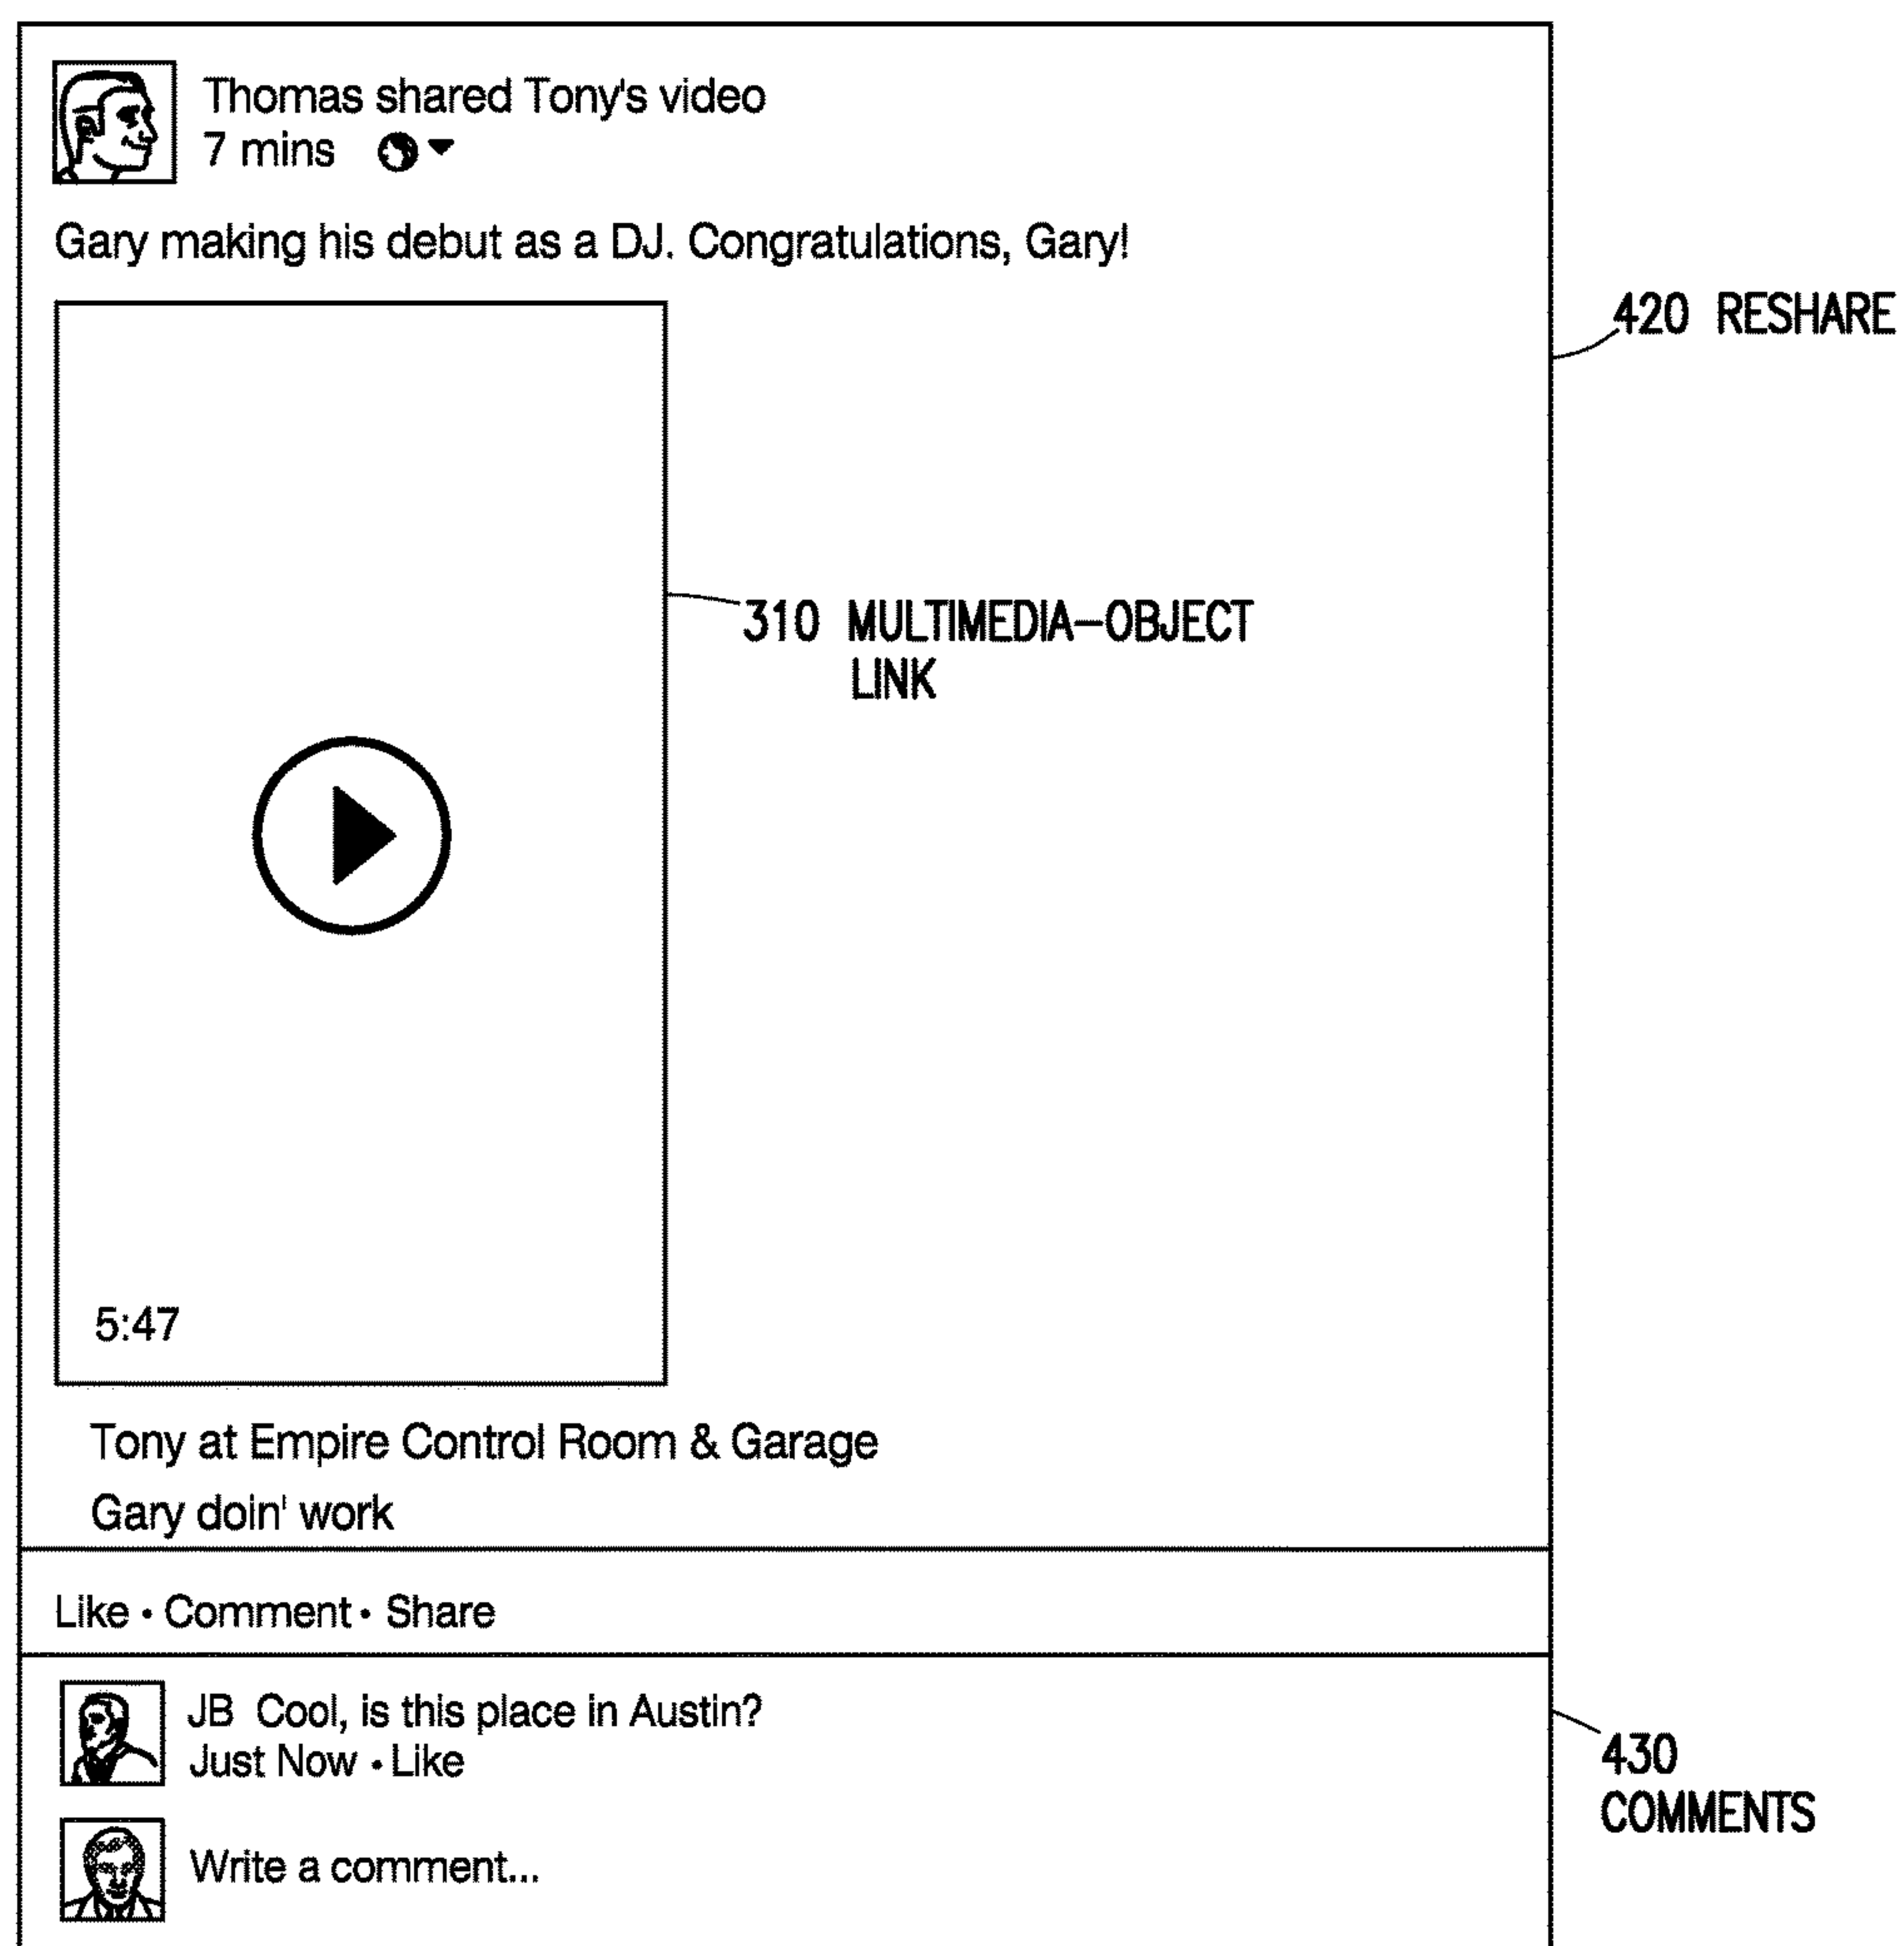 Thomas shared Tony's video
7 mins
Gary making his debut as a DJ. Congratulations, Gary!
420 RESHARE
310 MULTIMEDIA-OBJECT
LINK
5:47
Tony at Empire Control Room & Garage
Gary doin' work
Like · Comment · Share
JB Cool, is this place in Austin?
Just Now · Like
430
COMMENTS
Write a comment...